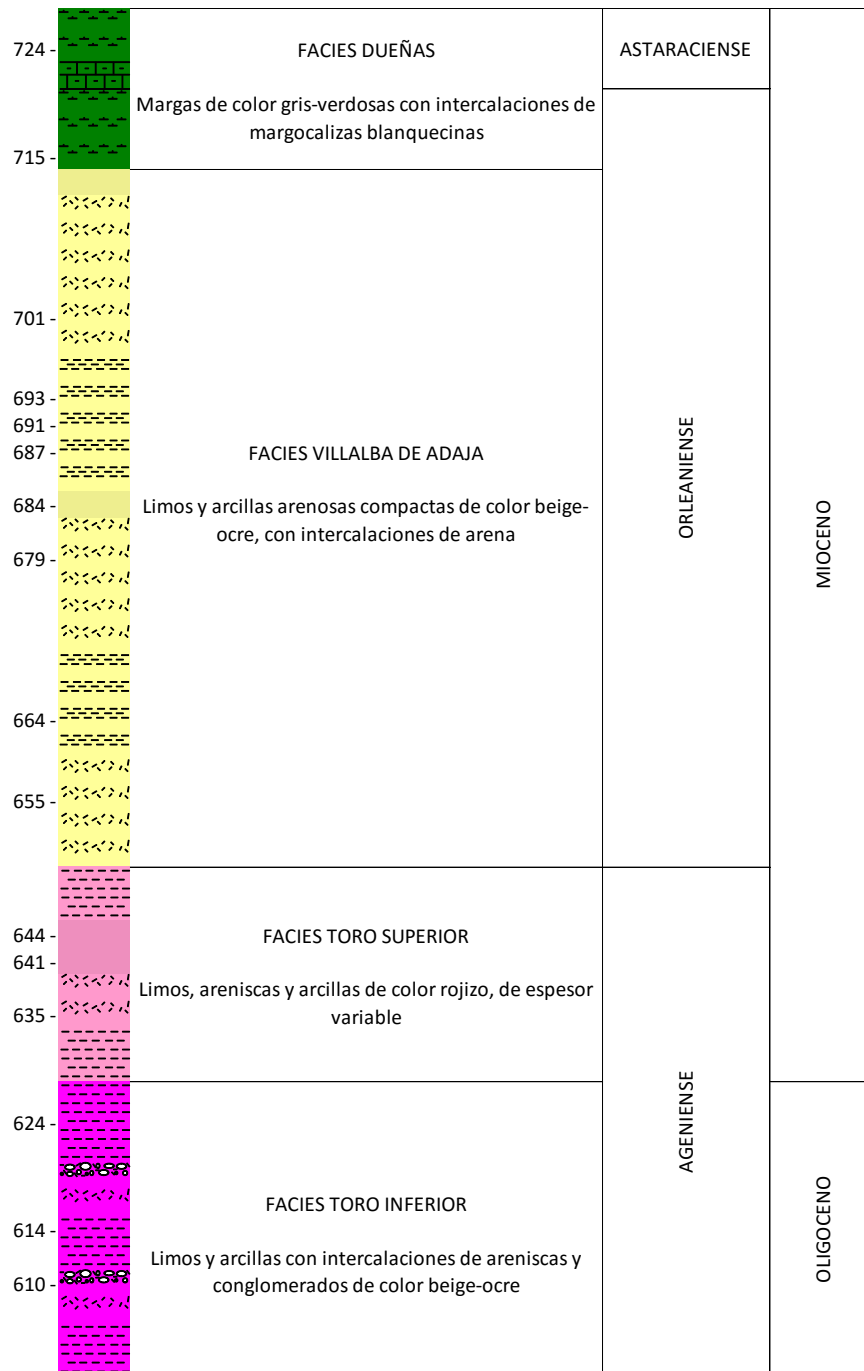 724 -
FACIES DUEÑAS
ASTARACIENSE
Margas de color gris-verdosas con intercalaciones de
margocalizas blanquecinas
715 -
701 -
693 -
691 -
687 -
FACIES VILLALBA DE ADAJA
684 -
Limos y arcillas arenosas compactas de color beige-
ocre, con intercalaciones de arena
679 -
ORLEANIENSE
MIOCENO
664 -
655 -
644 -
FACIES TORO SUPERIOR
641 -
Limos, areniscas y arcillas de color rojizo, de espesor
variable
635 -
624 -
AGENIENSE
FACIES TORO INFERIOR
614 -
Limos y arcillas con intercalaciones de areniscas y
conglomerados de color beige-ocre
610 -
OLIGOCENO